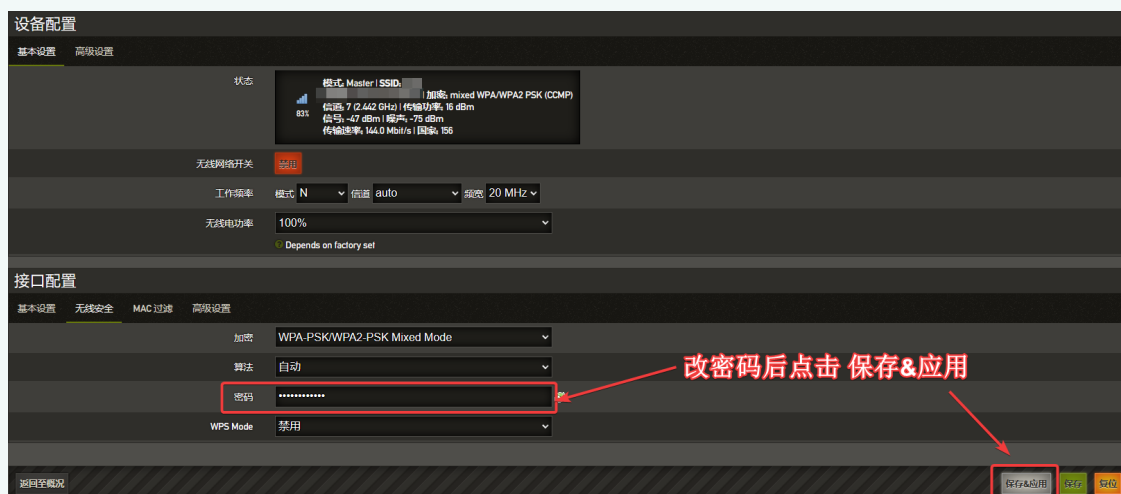 设备配置
基本设置 高级设置
状态
83%
模式: Master | SSID:
| 加密: mixed WPA/WPA2 PSK (CCMP)
信道: 7 (2.442 GHz) | 传输功率: 16 dBm
信号: -47 dBm | 噪声: -75 dBm
传输速率: 144.0 Mbit/s | 国家: 156
无线网络开关 禁用
工作频率 模式 N 信道 auto 频宽 20 MHz
无线电功率 100%
Depends on factory set
接口配置
基本设置 无线安全 MAC 过滤 高级设置
加密 WPA-PSK/WPA2-PSK Mixed Mode
算法 自动
改密码后点击 保存&应用
密码 ••••••••••••
WPS Mode 禁用
返回至概况 保存&应用 保存 复位